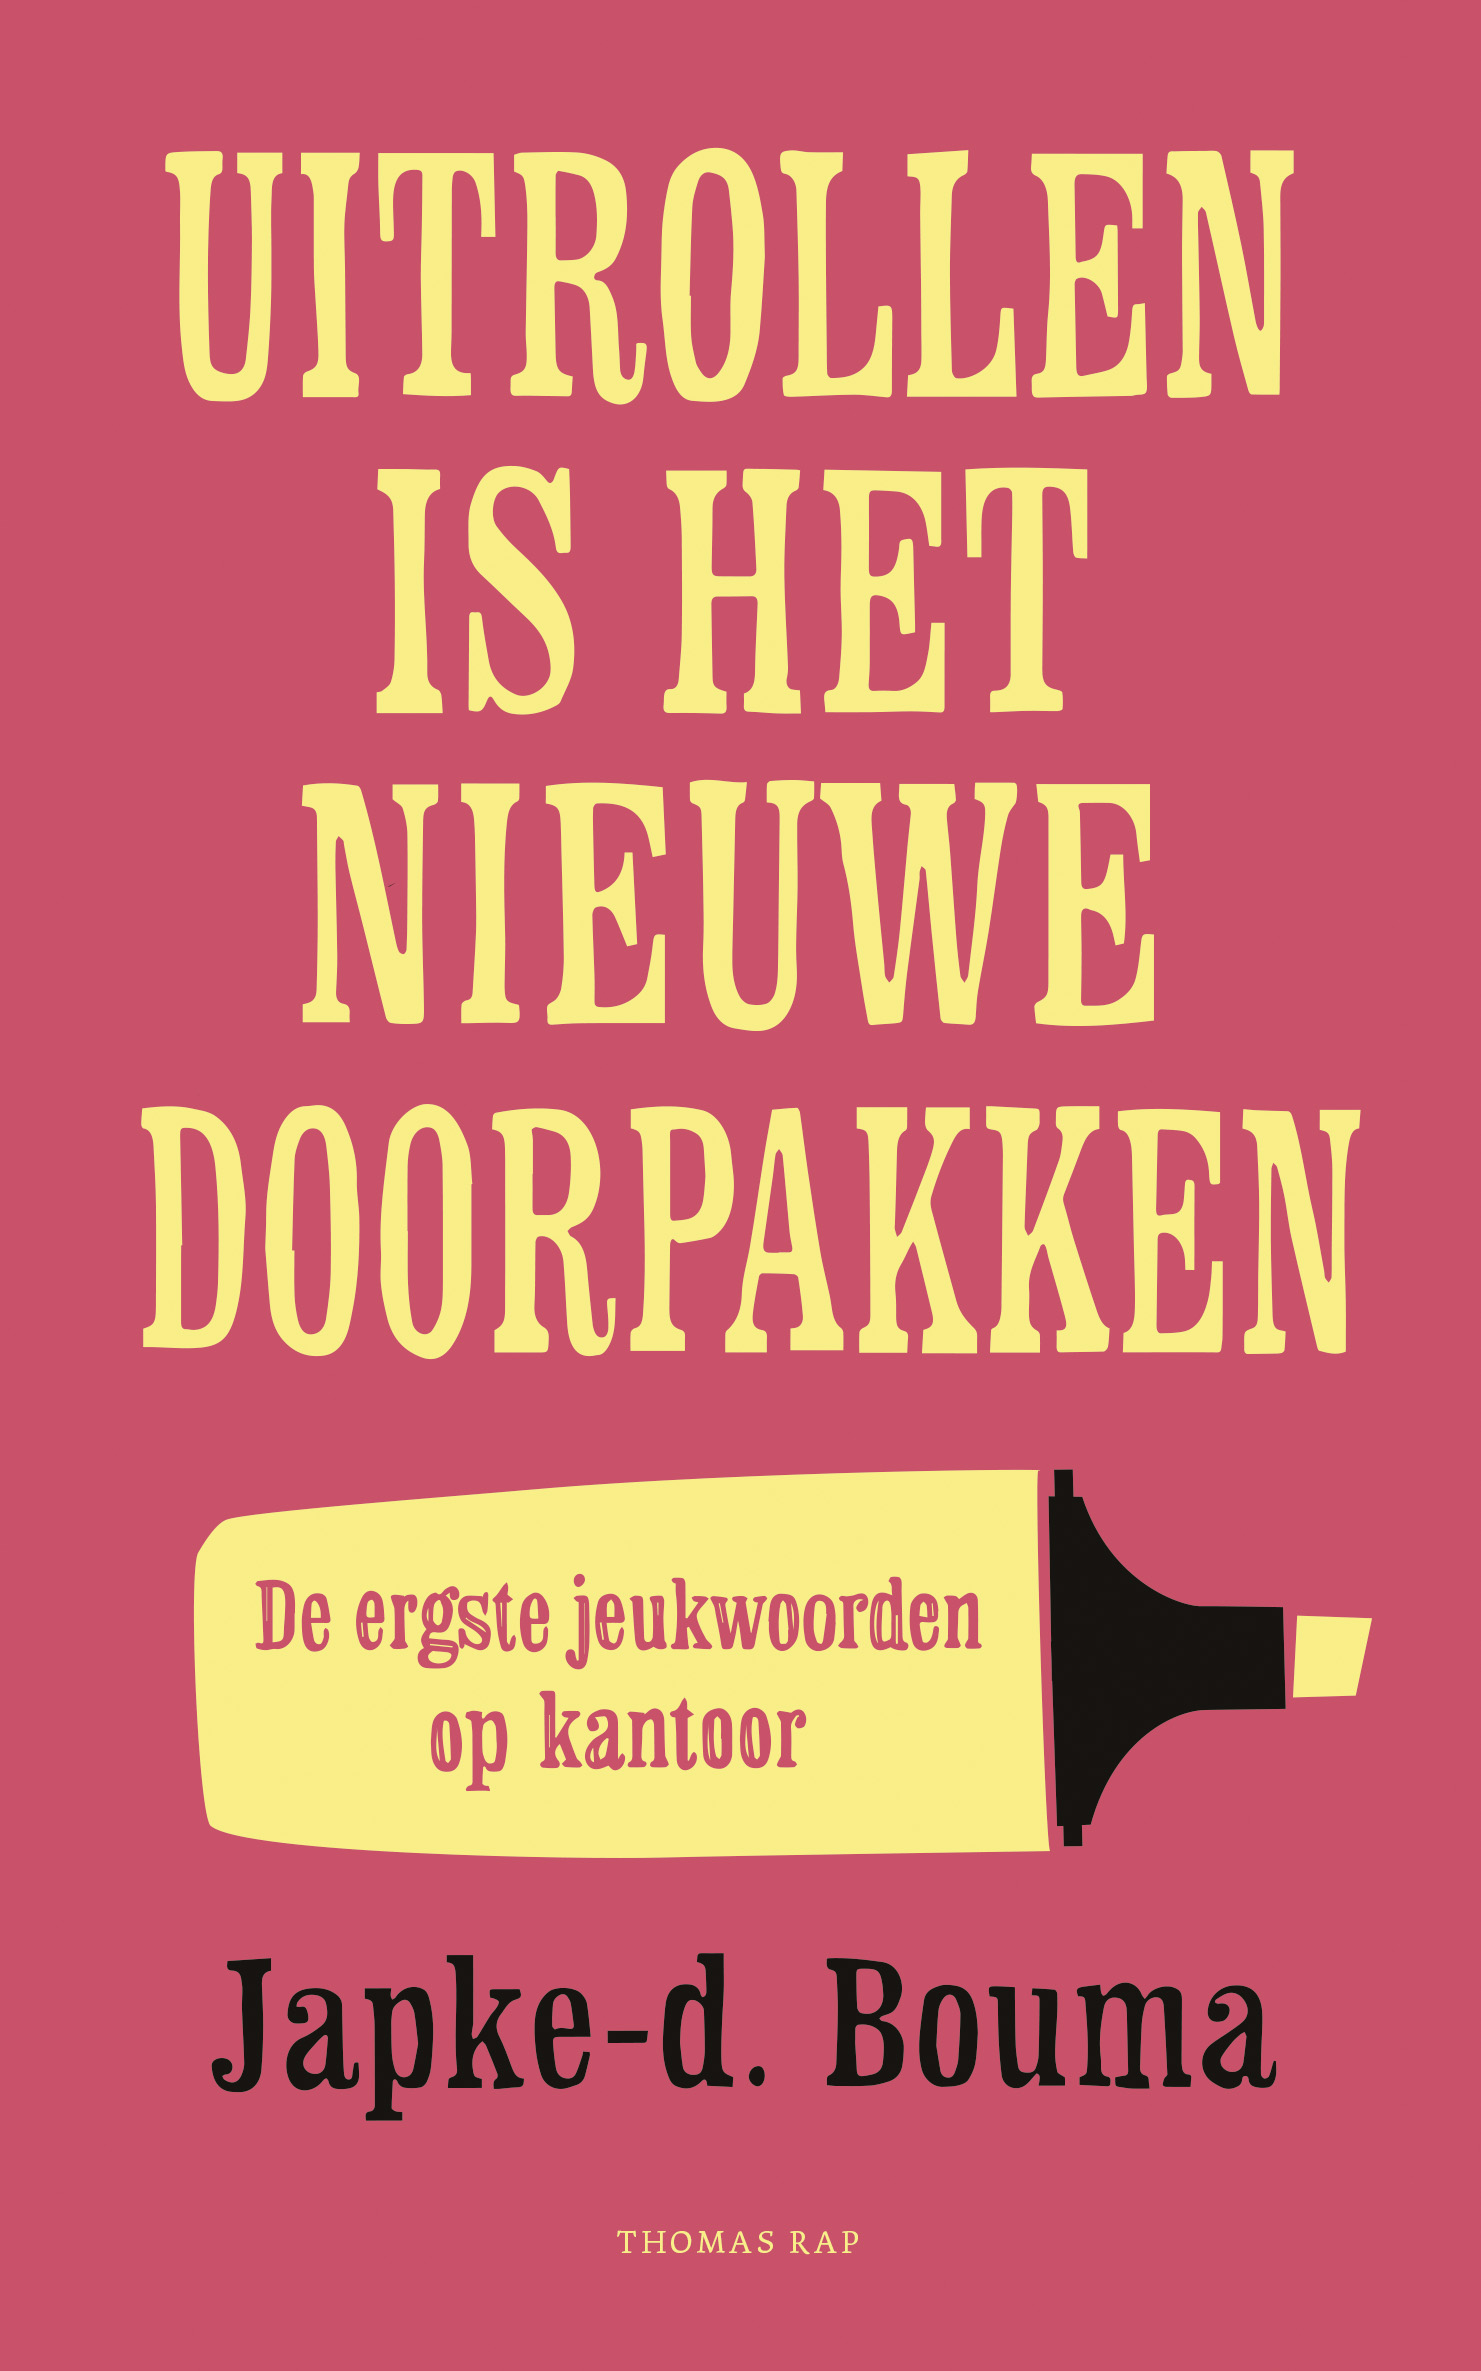 UITROLLEN
IS HET
NIEUWE
DOORPAKKEN
De ergste jeukwoorden
op kantoor
Japke-d. Bouma
THOMAS RAP